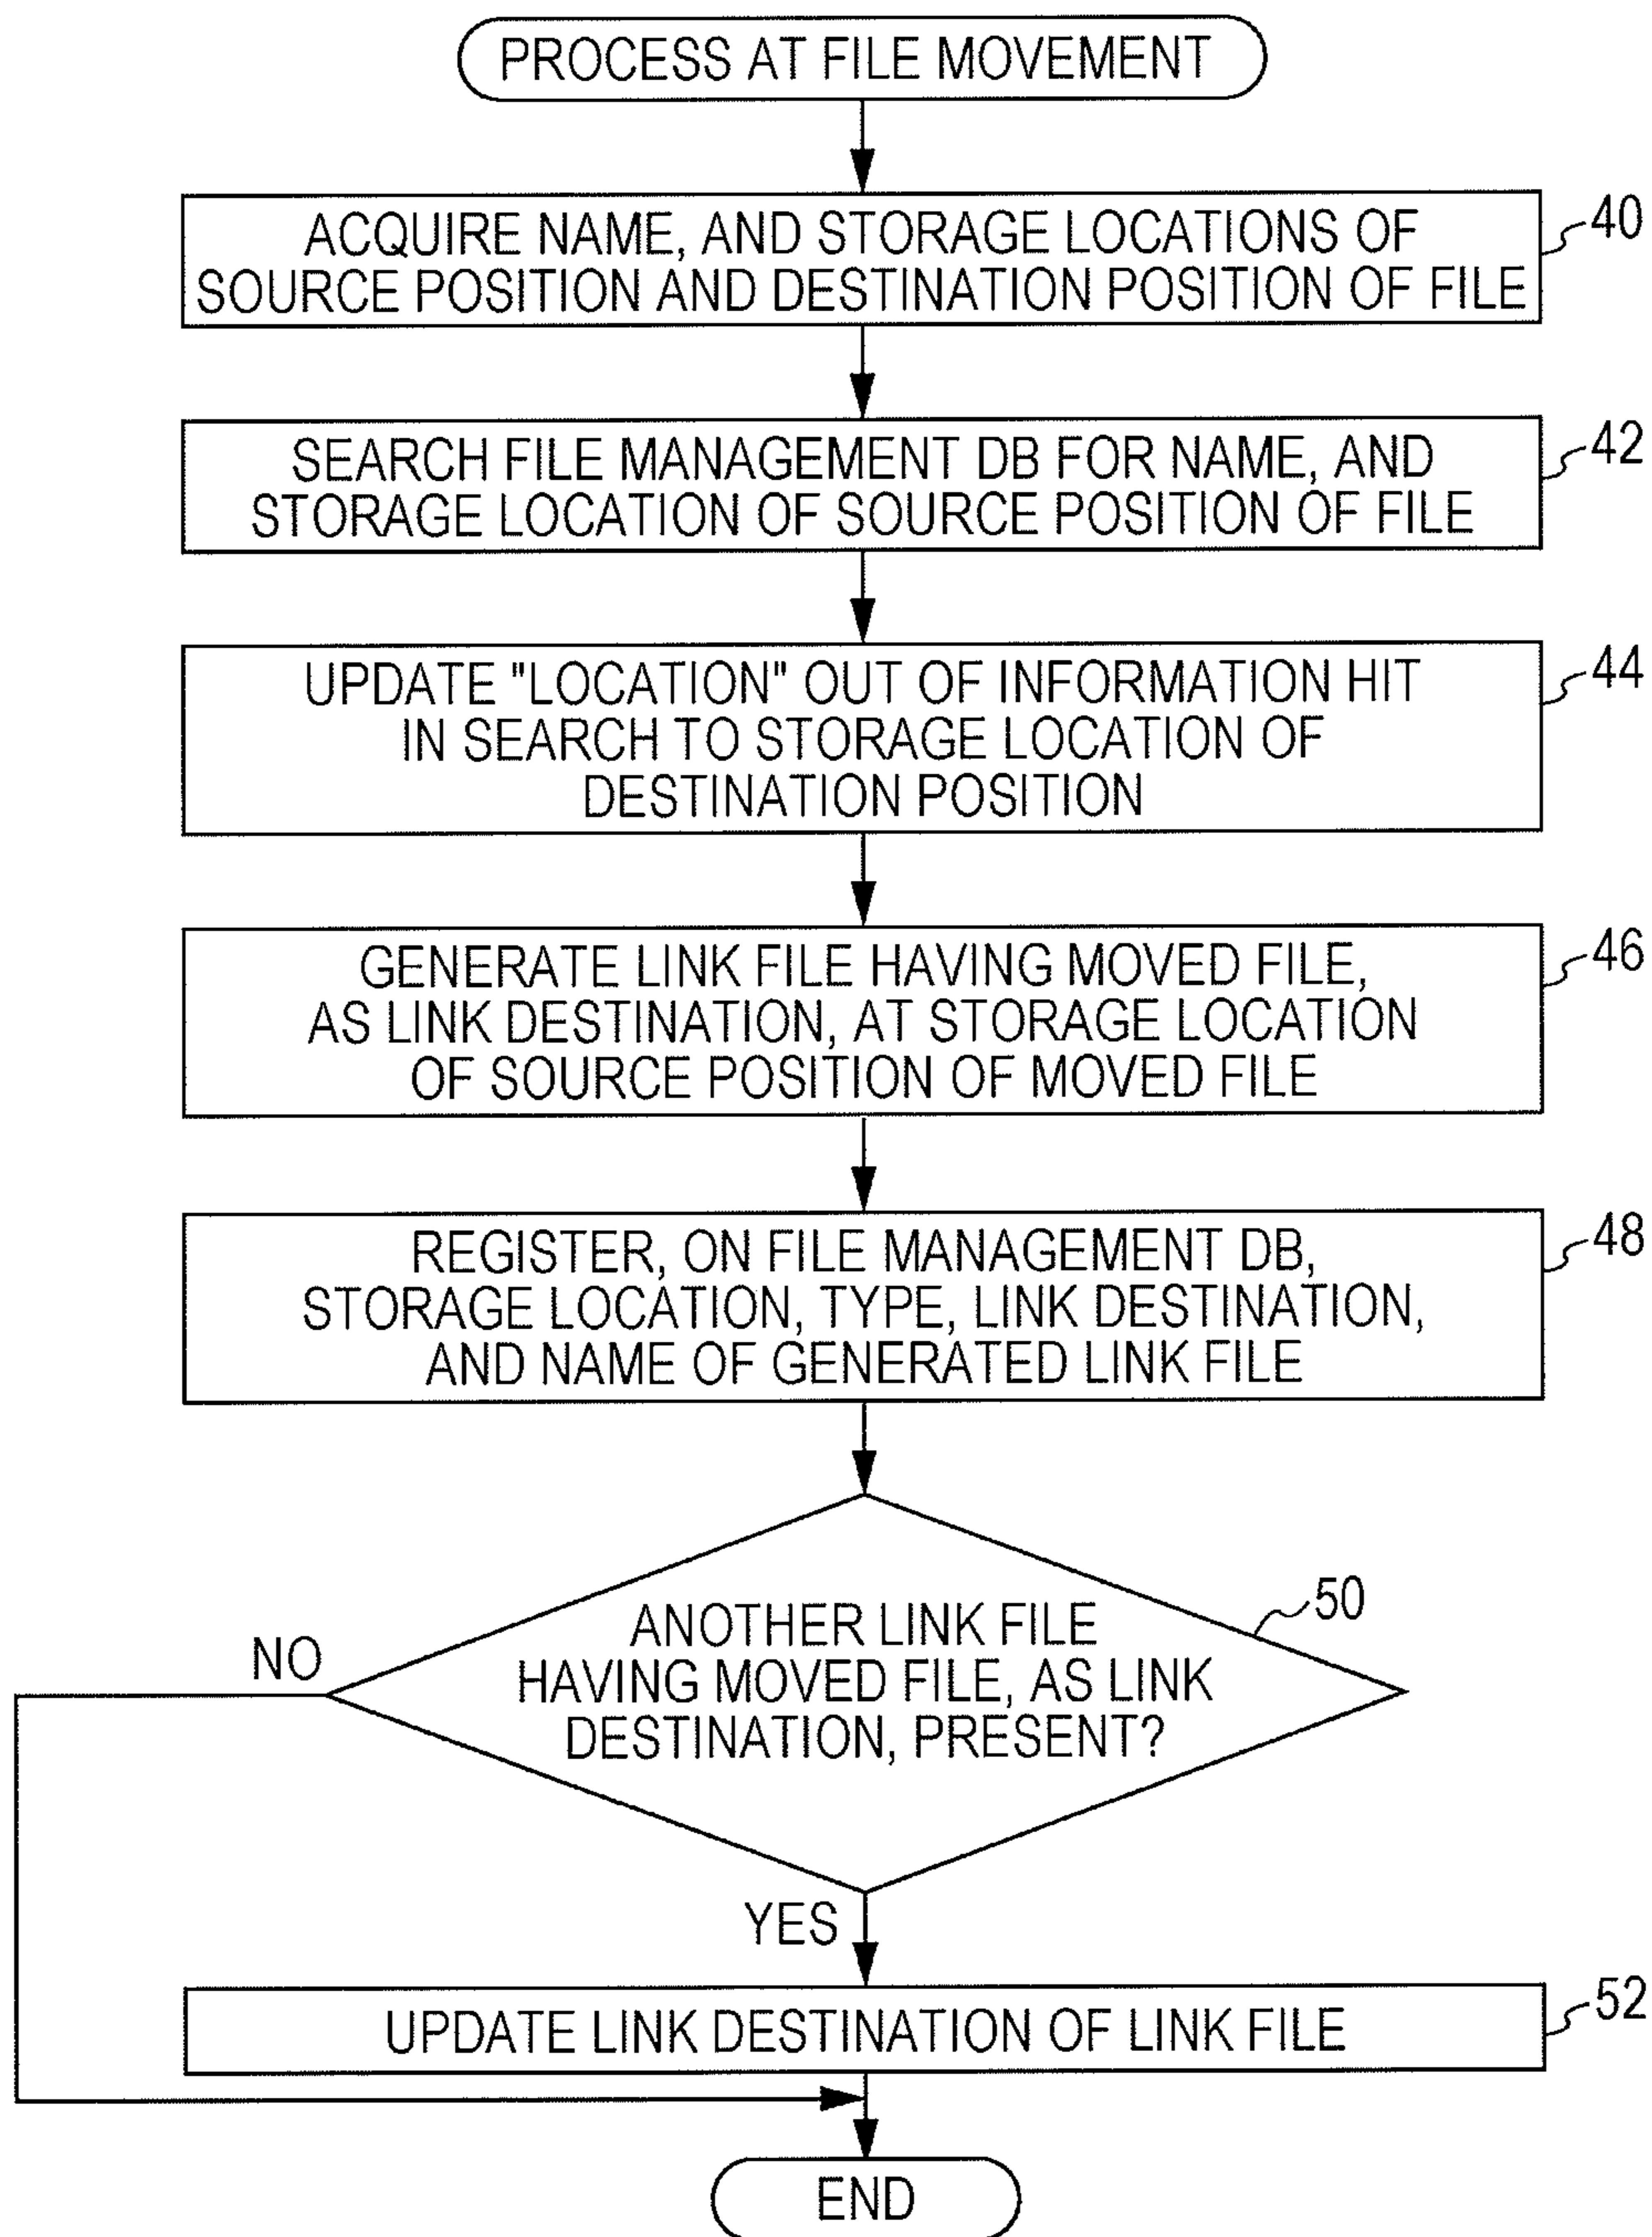 PROCESS AT FILE MOVEMENT
ACQUIRE NAME, AND STORAGE LOCATIONS OF
SOURCE POSITION AND DESTINATION POSITION OF FILE
40
SEARCH FILE MANAGEMENT DB FOR NAME, AND
STORAGE LOCATION OF SOURCE POSITION OF FILE
42
UPDATE "LOCATION" OUT OF INFORMATION HIT
IN SEARCH TO STORAGE LOCATION OF
DESTINATION POSITION
44
GENERATE LINK FILE HAVING MOVED FILE,
AS LINK DESTINATION, AT STORAGE LOCATION
OF SOURCE POSITION OF MOVED FILE
46
REGISTER, ON FILE MANAGEMENT DB,
STORAGE LOCATION, TYPE, LINK DESTINATION,
AND NAME OF GENERATED LINK FILE
48
ANOTHER LINK FILE
HAVING MOVED FILE, AS LINK
DESTINATION, PRESENT?
50
NO
YES
UPDATE LINK DESTINATION OF LINK FILE
52
END